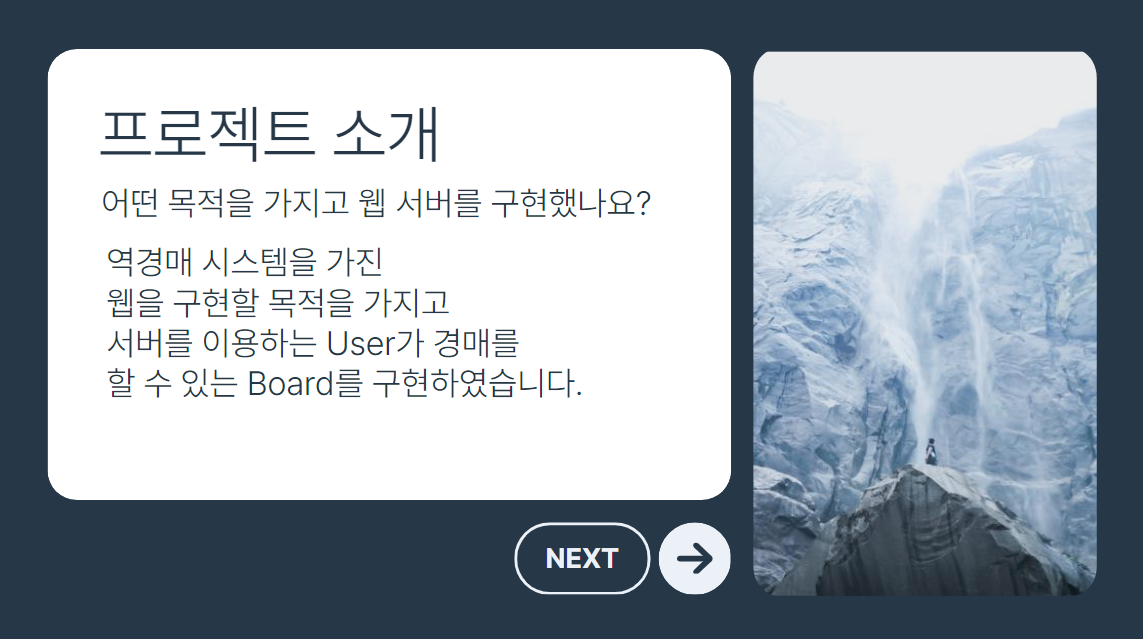 프로젝트 소개
어떤 목적을 가지고 웹 서버를 구현했나요?
역경매 시스템을 가진
웹을 구현할 목적을 가지고
서버를 이용하는 User가 경매를
할 수 있는 Board를 구현하였습니다.
NEXT